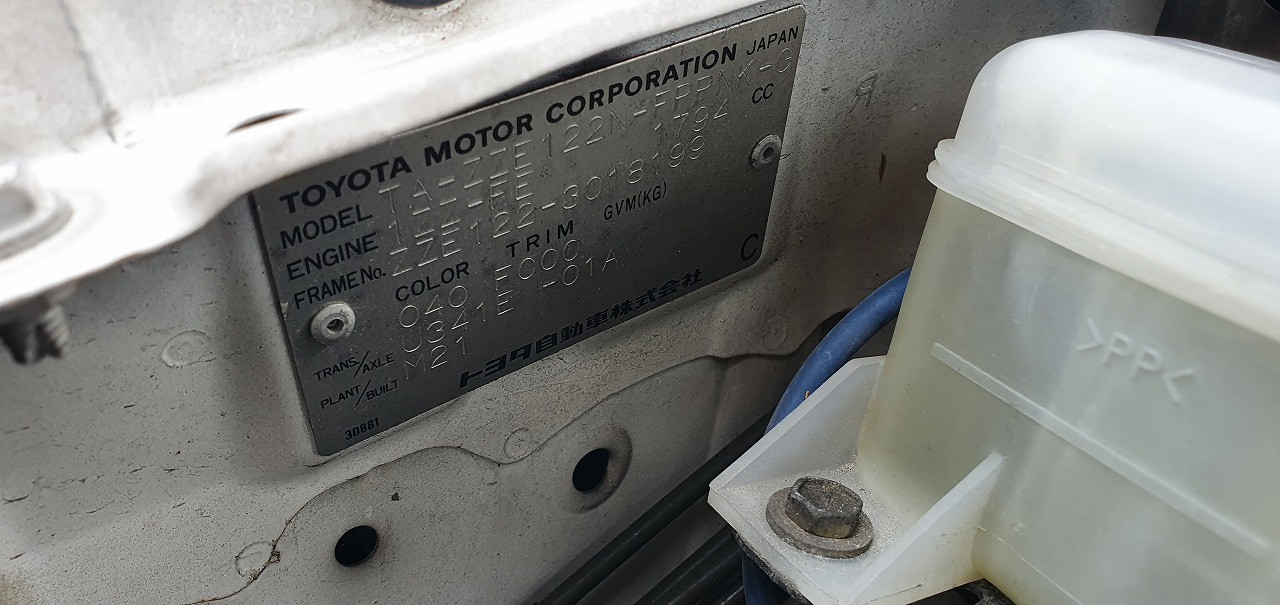 TOYOTA MOTOR CORPORATION JAPAN
MODEL TA-ZZE122N-FPPNK-G
ENGINE 1ZZ-FE 1794 CC
FRAME No. ZZE122-3018199
COLOR TRIM GVM(KG)
040 F000
TRANS/AXLE U341E -01A
PLANT/BUILT M21
C
トヨタ自動車株式会社
30881
Я
>PP<